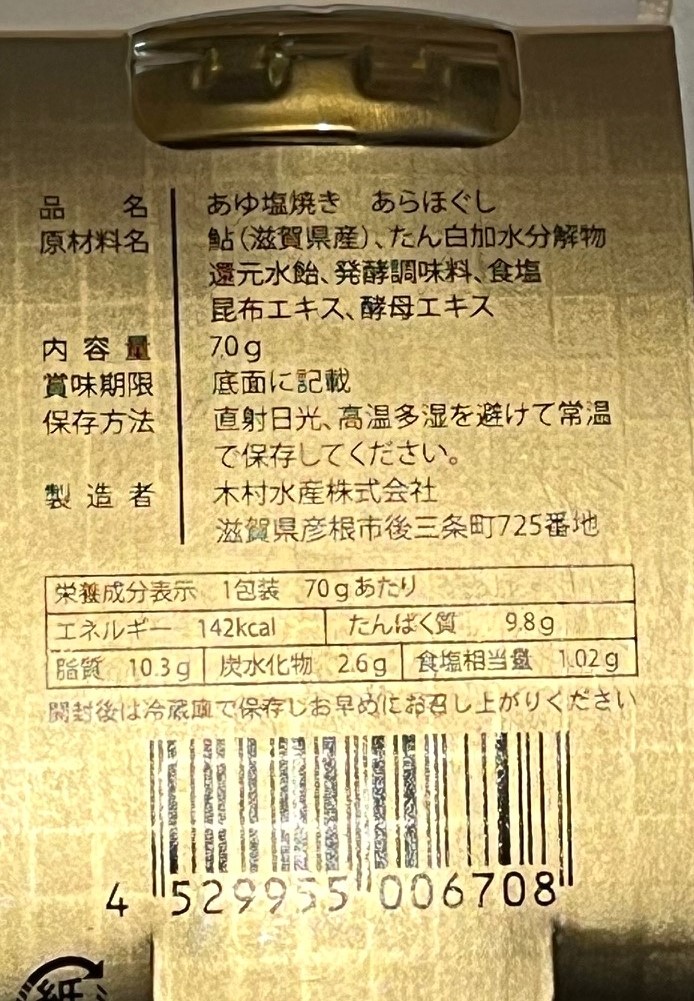 品名 あゆ塩焼き あらほぐし
原材料名 鮎(滋賀県産)、たん白加水分解物
還元水飴、発酵調味料、食塩
昆布エキス、酵母エキス
内容量 70g
賞味期限 底面に記載
保存方法 直射日光、高温多湿を避けて常温
で保存してください。
製造者 木村水産株式会社
滋賀県彦根市後三条町725番地
栄養成分表示 1包装 70gあたり
エネルギー 142kcal たんぱく質 9.8g
脂質 10.3g 炭水化物 2.6g 食塩相当量 1.02g
開封後は冷蔵庫で保存しお早めにお召し上がりください
4 529955 006708
紙